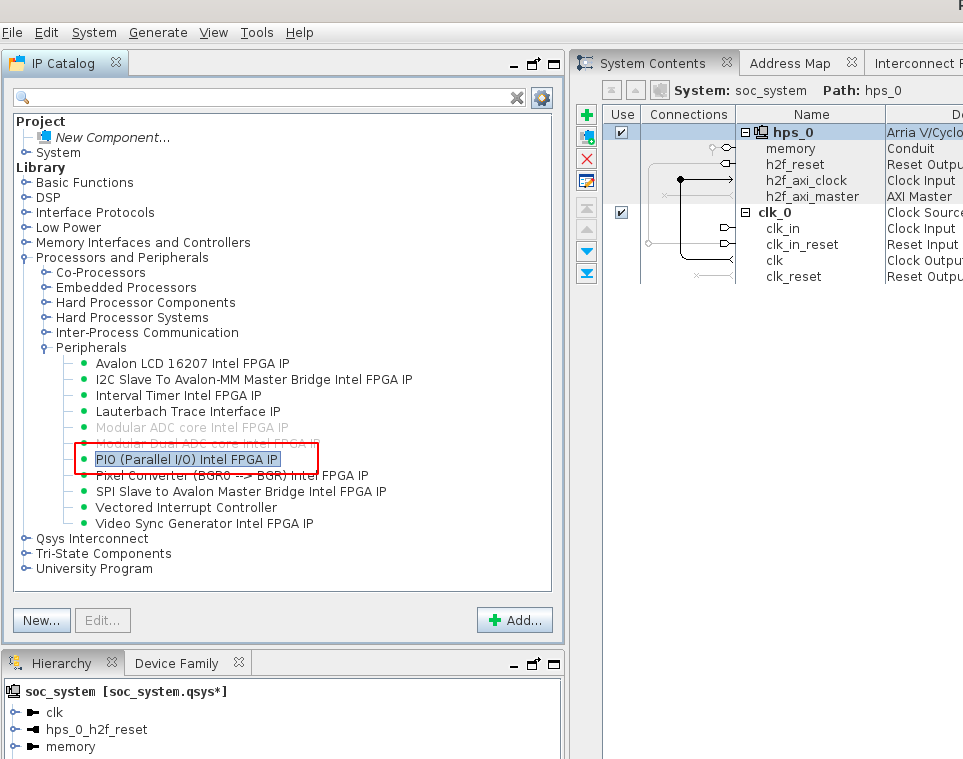 File Edit System Generate View Tools Help
IP Catalog
Project
New Component...
System
Library
Basic Functions
DSP
Interface Protocols
Low Power
Memory Interfaces and Controllers
Processors and Peripherals
Co-Processors
Embedded Processors
Hard Processor Components
Hard Processor Systems
Inter-Process Communication
Peripherals
Avalon LCD 16207 Intel FPGA IP
I2C Slave To Avalon-MM Master Bridge Intel FPGA IP
Interval Timer Intel FPGA IP
Lauterbach Trace Interface IP
Modular ADC core Intel FPGA IP
Modular Dual ADC core Intel FPGA IP
PIO (Parallel I/O) Intel FPGA IP
Pixel Converter (BGR0 --> BGR) Intel FPGA IP
SPI Slave to Avalon Master Bridge Intel FPGA IP
Vectored Interrupt Controller
Video Sync Generator Intel FPGA IP
Qsys Interconnect
Tri-State Components
University Program
New... Edit... Add...
Hierarchy Device Family
soc_system [soc_system.qsys*]
clk
hps_0_h2f_reset
memory
System Contents Address Map Interconnect
System: soc_system Path: hps_0
Use Connections Name
hps_0 Arria V/Cyclo
memory Conduit
h2f_reset Reset Outpu
h2f_axi_clock Clock Input
h2f_axi_master AXI Master
clk_0 Clock Source
clk_in Clock Input
clk_in_reset Reset Input
clk Clock Outpu
clk_reset Reset Outpu